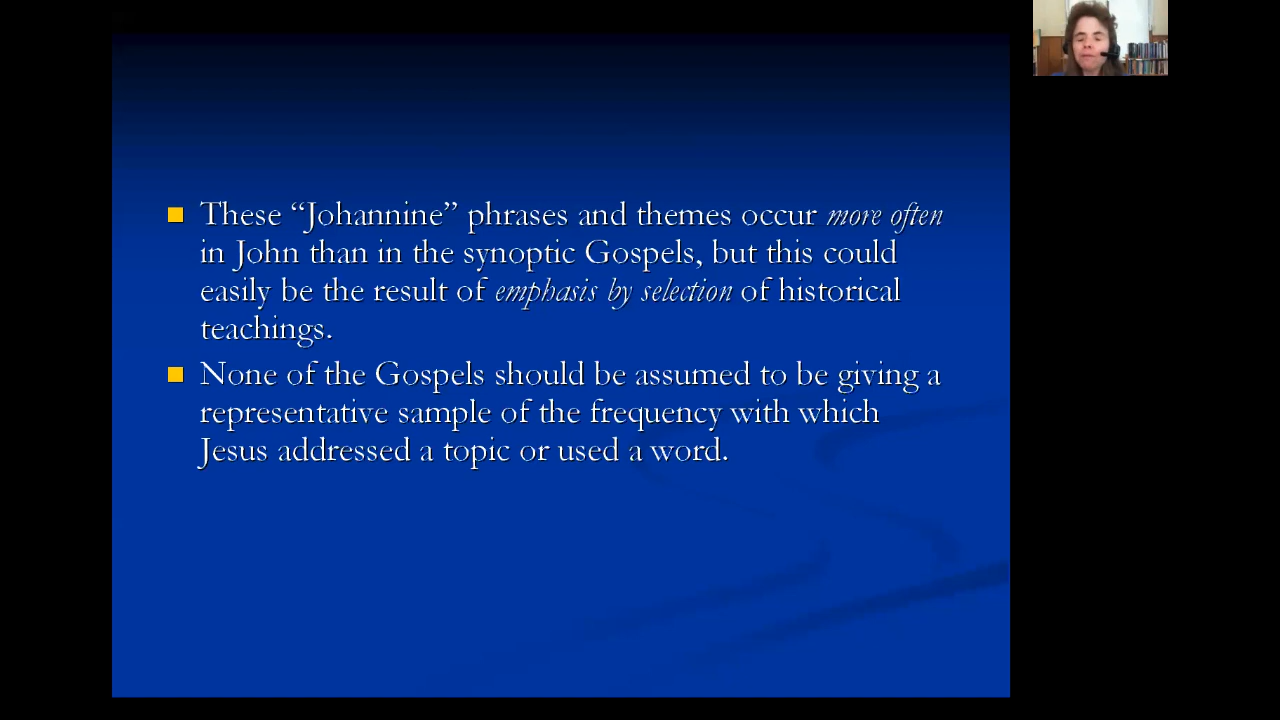 These “Johannine” phrases and themes occur more often
in John than in the synoptic Gospels, but this could
easily be the result of emphasis by selection of historical
teachings.
None of the Gospels should be assumed to be giving a
representative sample of the frequency with which
Jesus addressed a topic or used a word.